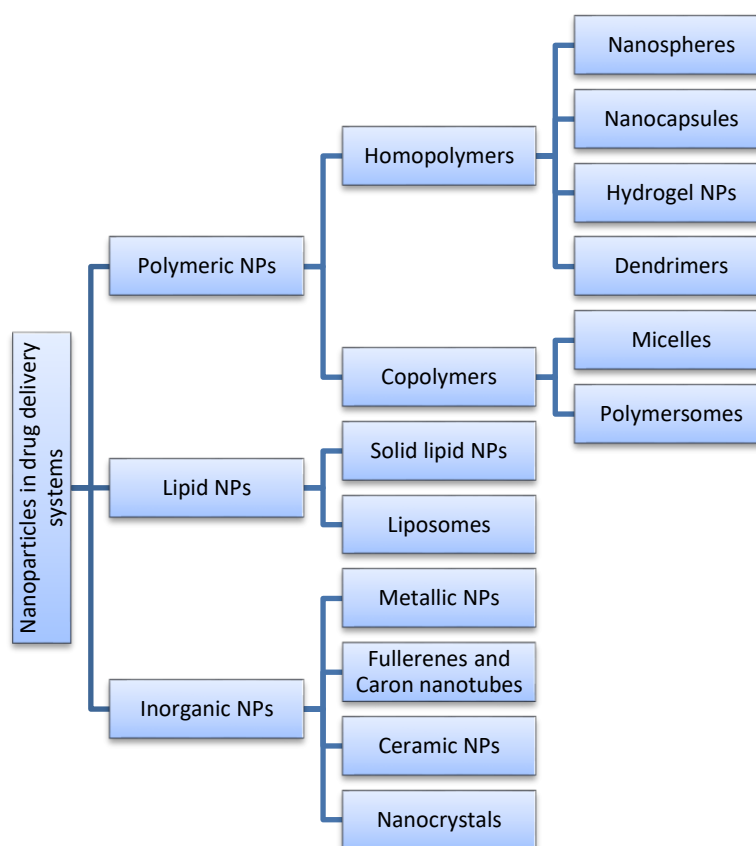 Nanoparticles in drug delivery
systems
Polymeric NPs
Homopolymers
Nanospheres
Nanocapsules
Hydrogel NPs
Dendrimers
Copolymers
Micelles
Polymersomes
Lipid NPs
Solid lipid NPs
Liposomes
Inorganic NPs
Metallic NPs
Fullerenes and
Caron nanotubes
Ceramic NPs
Nanocrystals